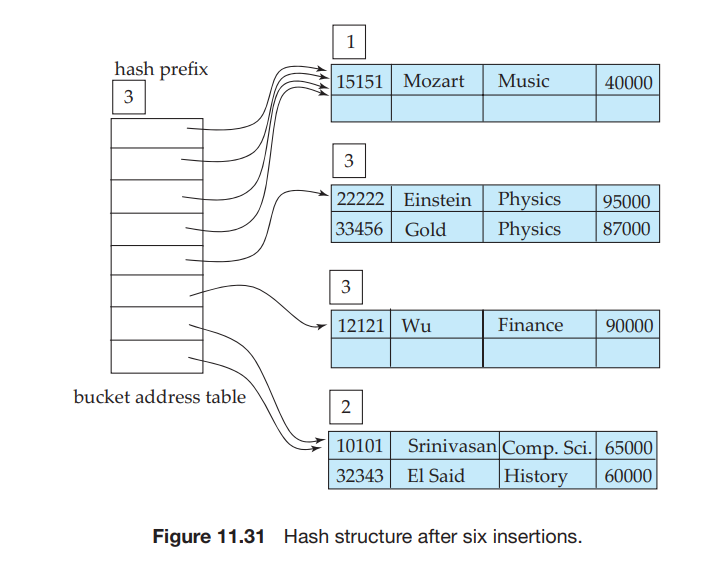 hash prefix
3
bucket address table
1
15151 Mozart Music 40000
3
22222 Einstein Physics 95000
33456 Gold Physics 87000
3
12121 Wu Finance 90000
2
10101 Srinivasan Comp. Sci. 65000
32343 El Said History 60000
Figure 11.31 Hash structure after six insertions.